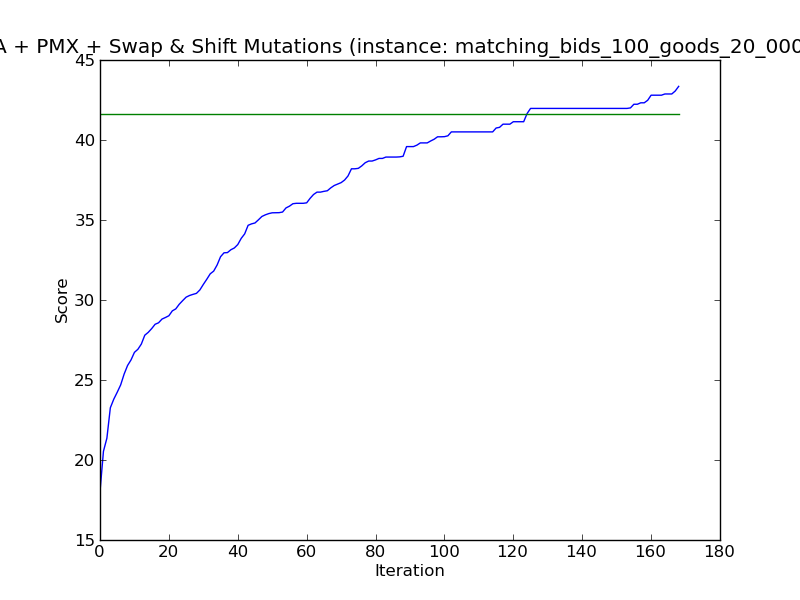 A + PMX + Swap & Shift Mutations (instance: matching_bids_100_goods_20_000
45
40
35
30
25
20
15
Score
0 20 40 60 80 100 120 140 160 180
Iteration